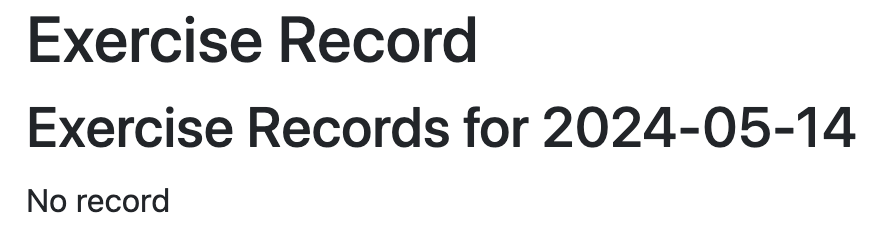 Exercise Record
Exercise Records for 2024-05-14
No record